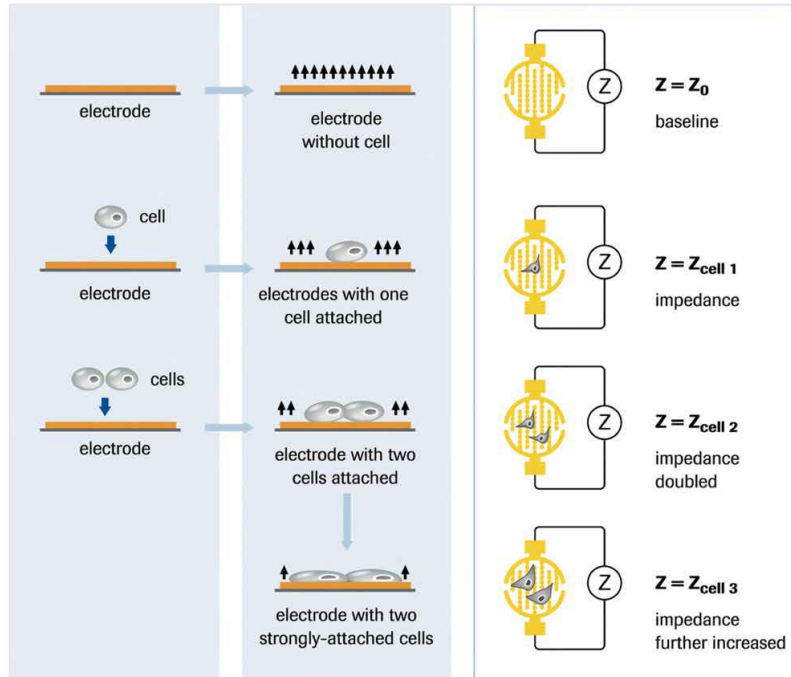 electrode
electrode
without cell
Z
Z = Z0
baseline
cell
electrode
electrodes with one
cell attached
Z
Z = Zcell 1
impedance
cells
electrode
electrode with two
cells attached
Z
Z = Zcell 2
impedance
doubled
electrode with two
strongly-attached cells
Z
Z = Zcell 3
impedance
further increased